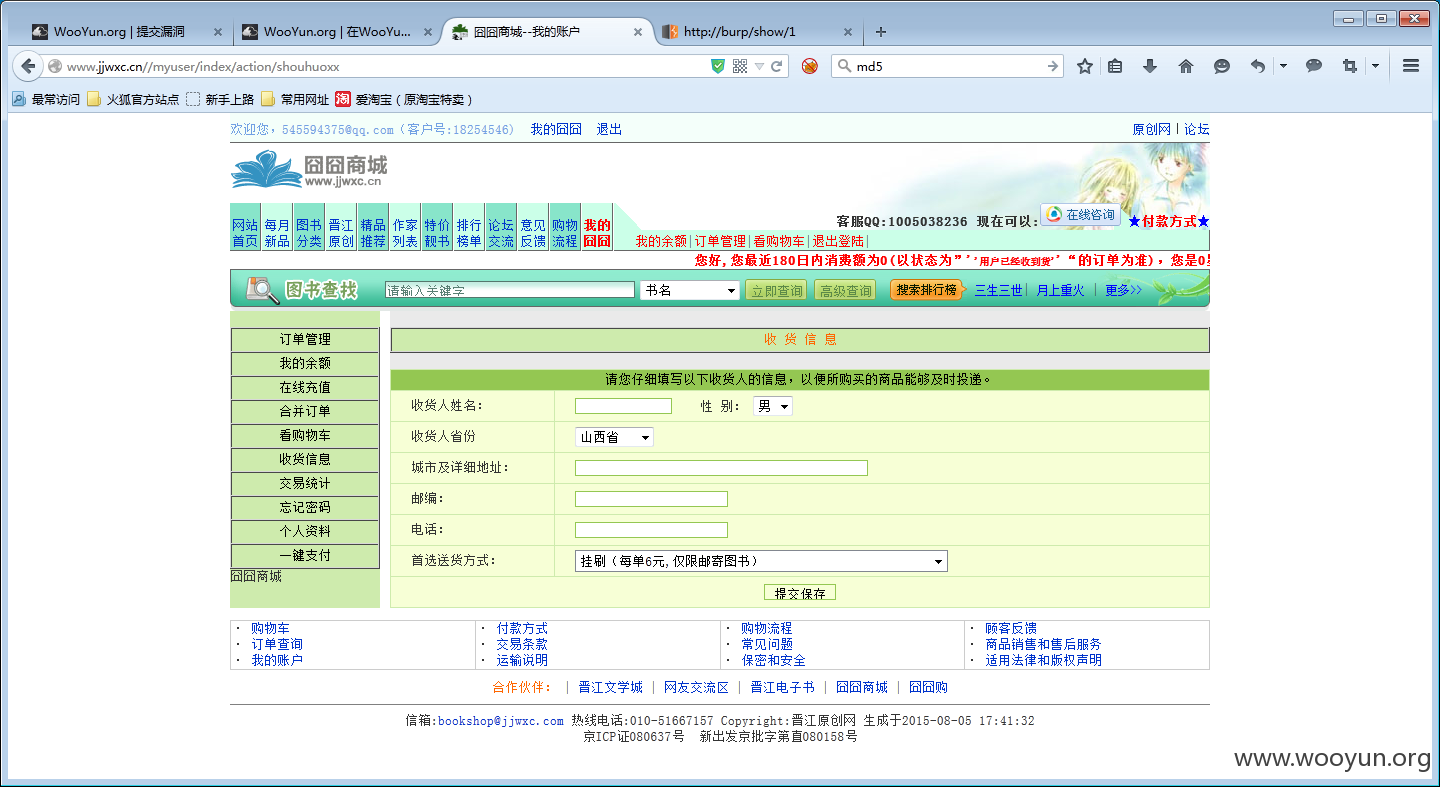 WooYun.org | 提交漏洞
WooYun.org | 在WooYu...
囧囧商城--我的账户
http://burp/show/1
www.jjwxc.cn//myuser/index/action/shouhuoxx
md5
最常访问 火狐官方站点 新手上路 常用网址 淘 爱淘宝（原淘宝特卖）
欢迎您，545594375@qq.com（客户号:18254546） 我的囧囧 退出 原创网 | 论坛
囧囧商城
www.jjwxc.cn
网站首页 每月新品 图书分类 晋江原创 精品推荐 作家列表 特价靓书 排行榜单 论坛交流 意见反馈 购物流程 我的囧囧
客服QQ:1005038236 现在可以: 在线咨询 ★付款方式★
我的余额| 订单管理| 看购物车| 退出登陆|
您好,您最近180日内消费额为0(以状态为”‘‘用户已经收到货’’“的订单为准)，您是0星
图书查找 请输入关键字 书名 立即查询 高级查询 搜索排行榜 三生三世| 月上重火 | 更多>>
订单管理
我的余额
在线充值
合并订单
看购物车
收货信息
交易统计
忘记密码
个人资料
一键支付
囧囧商城
收 货 信 息
请您仔细填写以下收货人的信息，以便所购买的商品能够及时投递。
收货人姓名: 性 别: 男
收货人省份 山西省
城市及详细地址:
邮编:
电话:
首选送货方式: 挂刷（每单6元,仅限邮寄图书）
提交保存
· 购物车 · 付款方式 · 购物流程 · 顾客反馈
· 订单查询 · 交易条款 · 常见问题 · 商品销售和售后服务
· 我的账户 · 运输说明 · 保密和安全 · 适用法律和版权声明
合作伙伴: | 晋江文学城 | 网友交流区 | 晋江电子书 | 囧囧商城 | 囧囧购
信箱:bookshop@jjwxc.com 热线电话:010-51667157 Copyright:晋江原创网 生成于2015-08-05 17:41:32
京ICP证080637号 新出发京批字第直080158号
www.wooyun.org